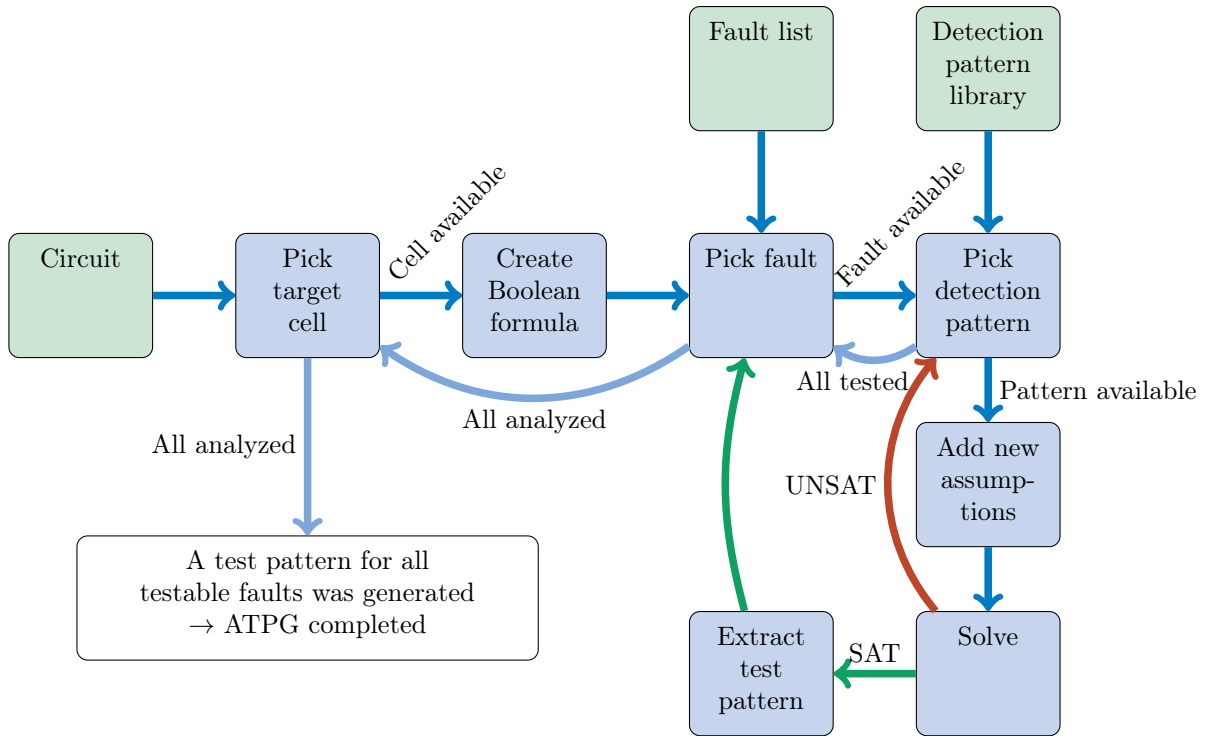 Fault list
Detection
pattern
library
Cell available
Fault available
Circuit
Pick
target
cell
Create
Boolean
formula
Pick fault
Pick
detection
pattern
All tested
All analyzed
Pattern available
All analyzed
Add new
assump-
tions
UNSAT
A test pattern for all
testable faults was generated
→ ATPG completed
Extract
test
pattern
SAT
Solve